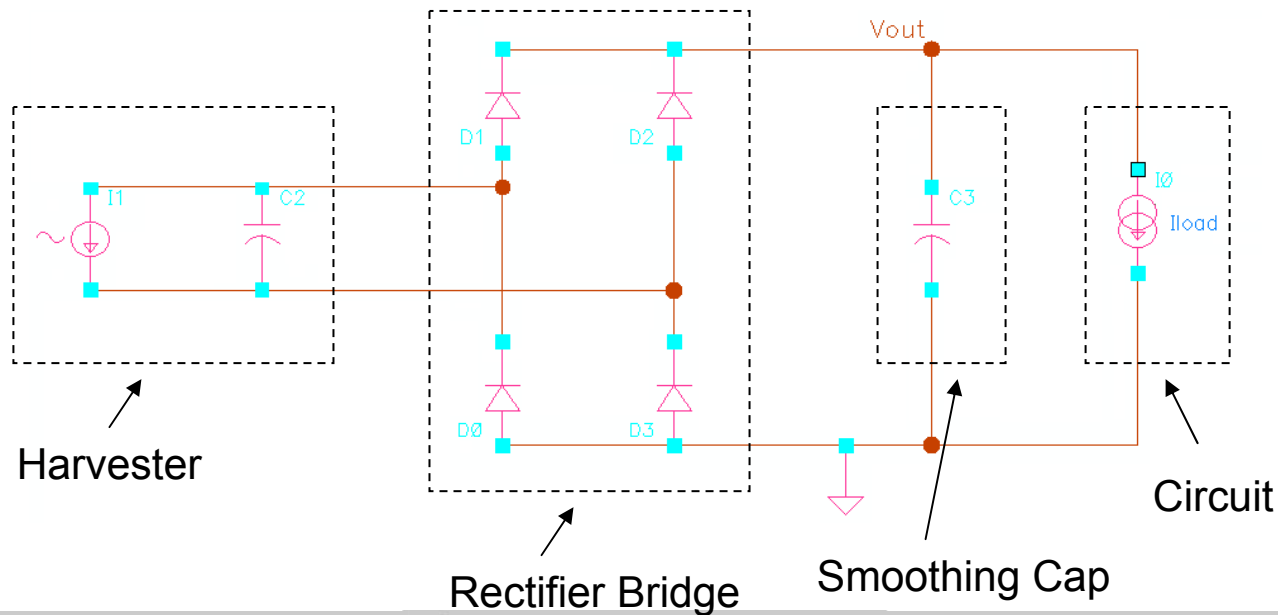 Vout
D1
D2
I1
C2
C3
I0
Iload
D0
D3
Harvester
Circuit
Rectifier Bridge
Smoothing Cap